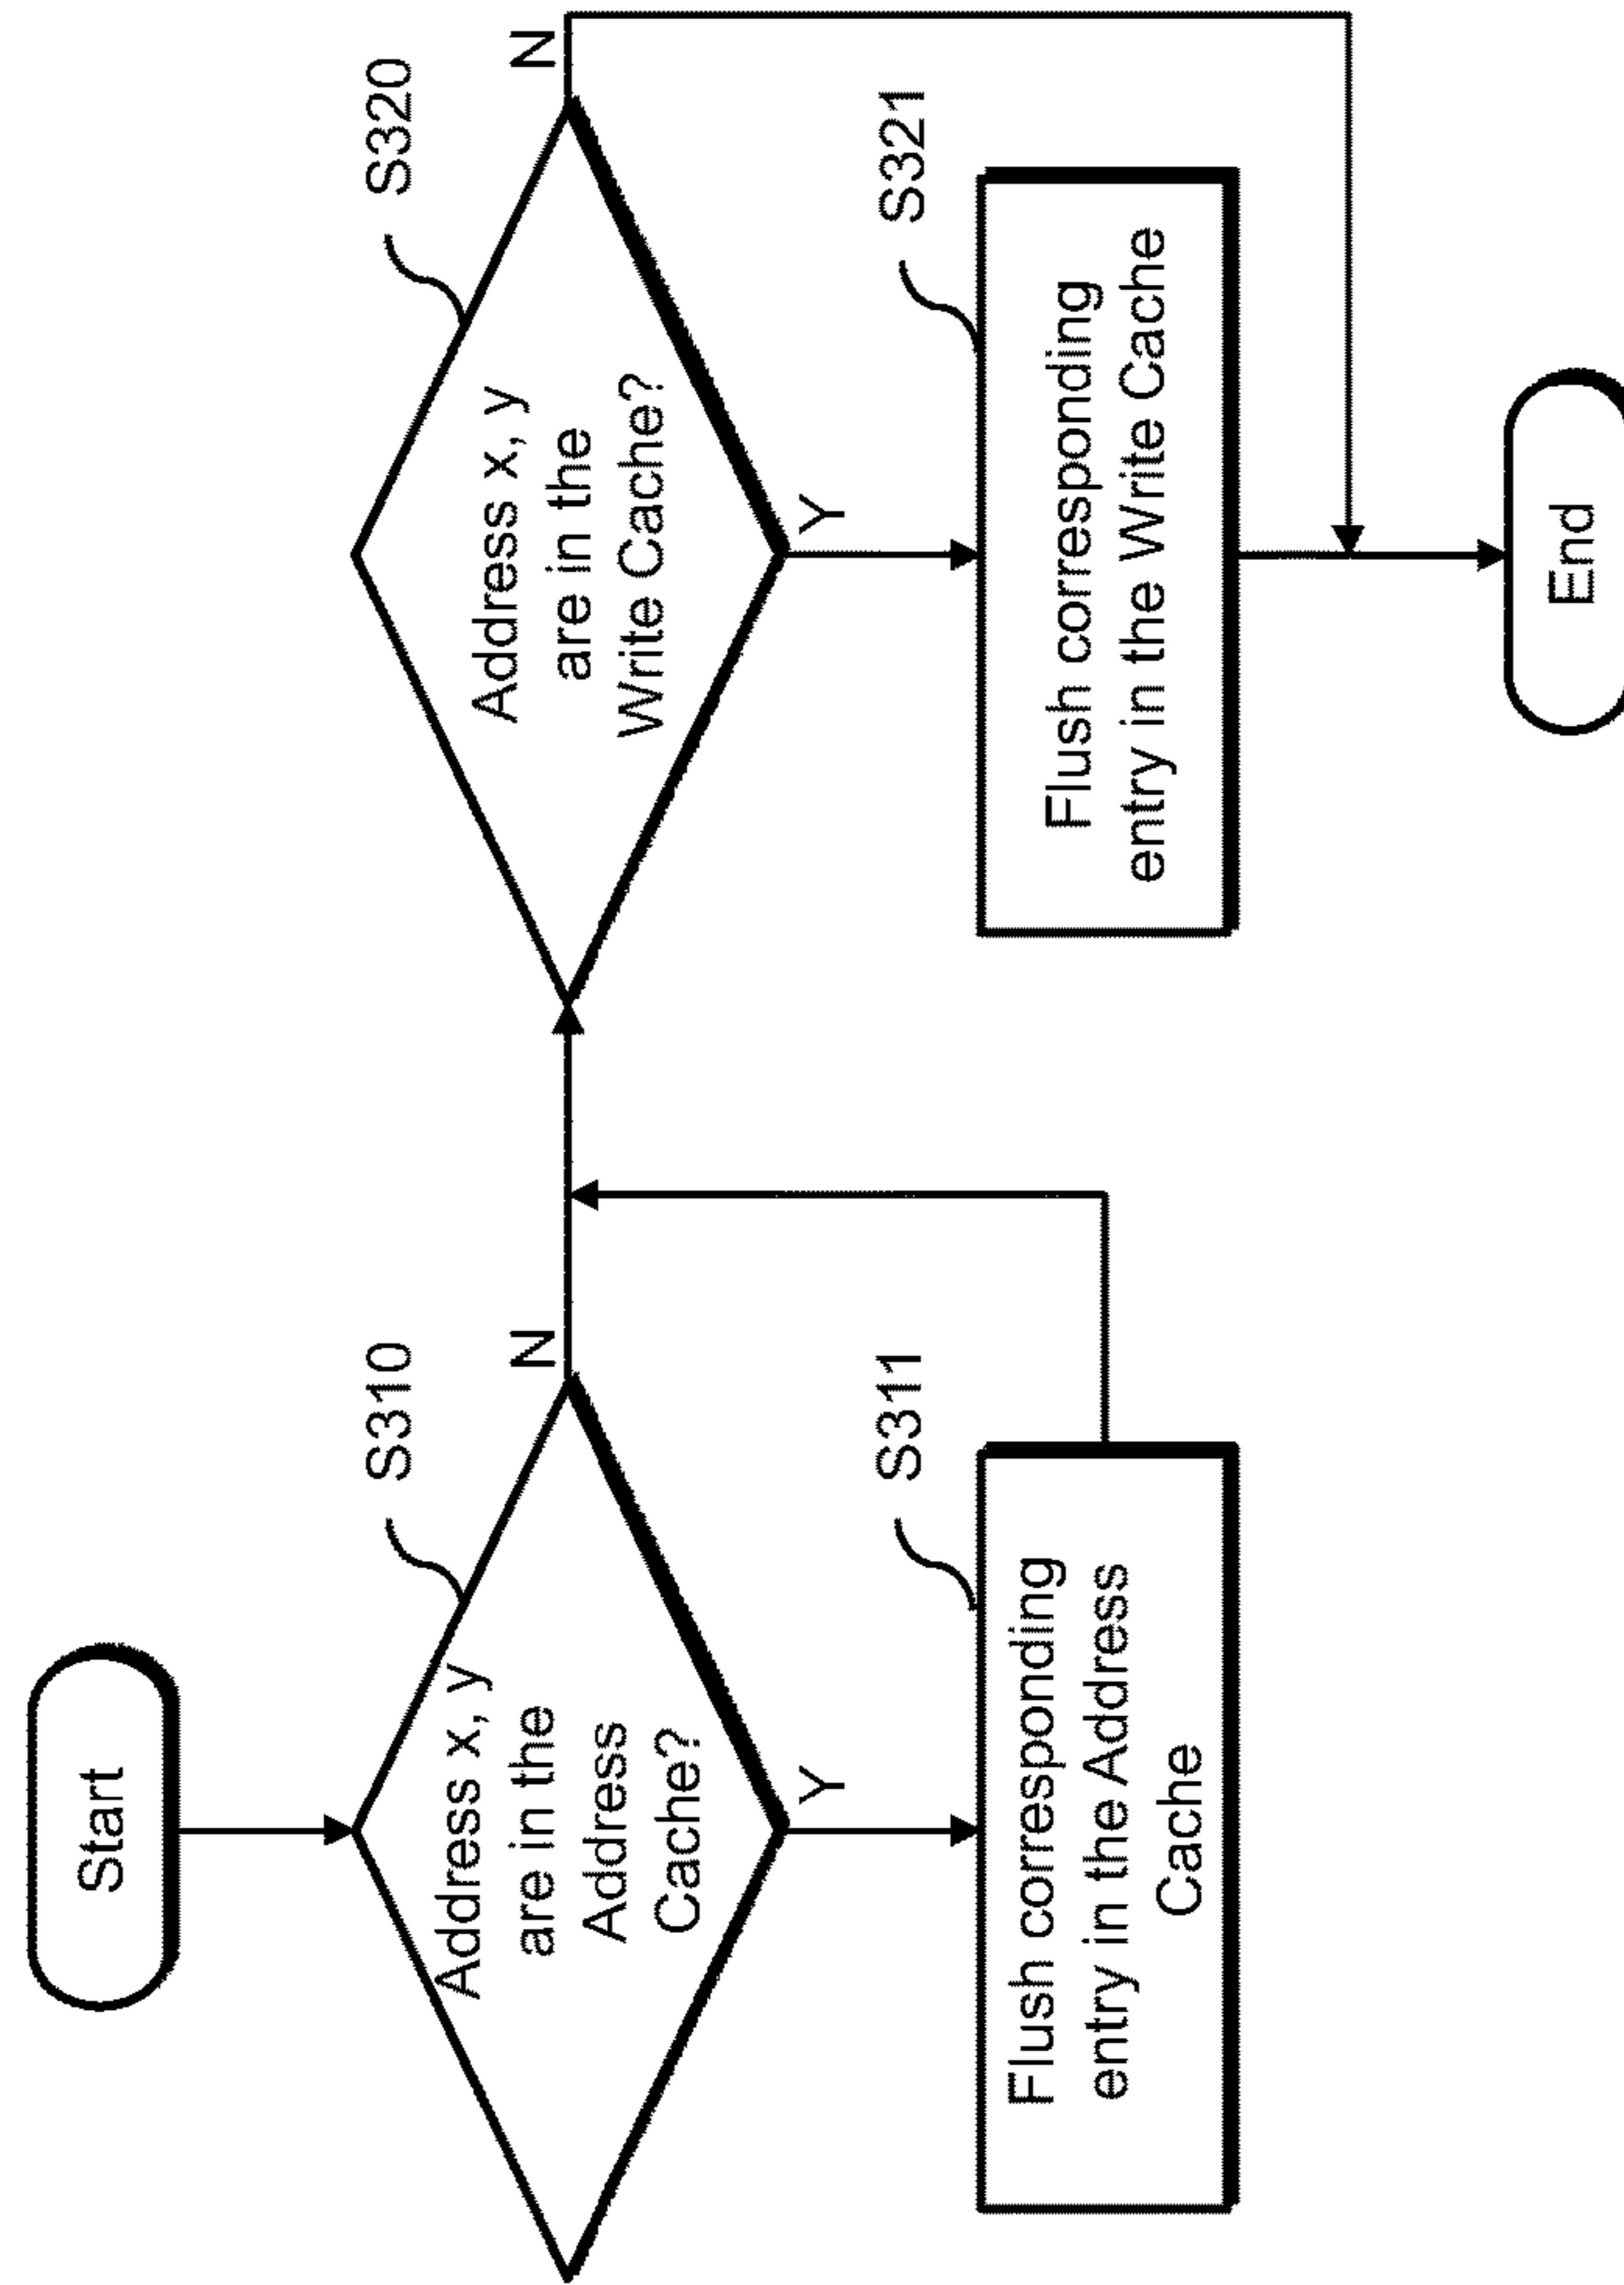 Start
S310
Address x, y
are in the
Address
Cache?
N
Y
S311
Flush corresponding
entry in the Address
Cache
S320
Address x, y
are in the
Write Cache?
N
Y
S321
Flush corresponding
entry in the Write Cache
End